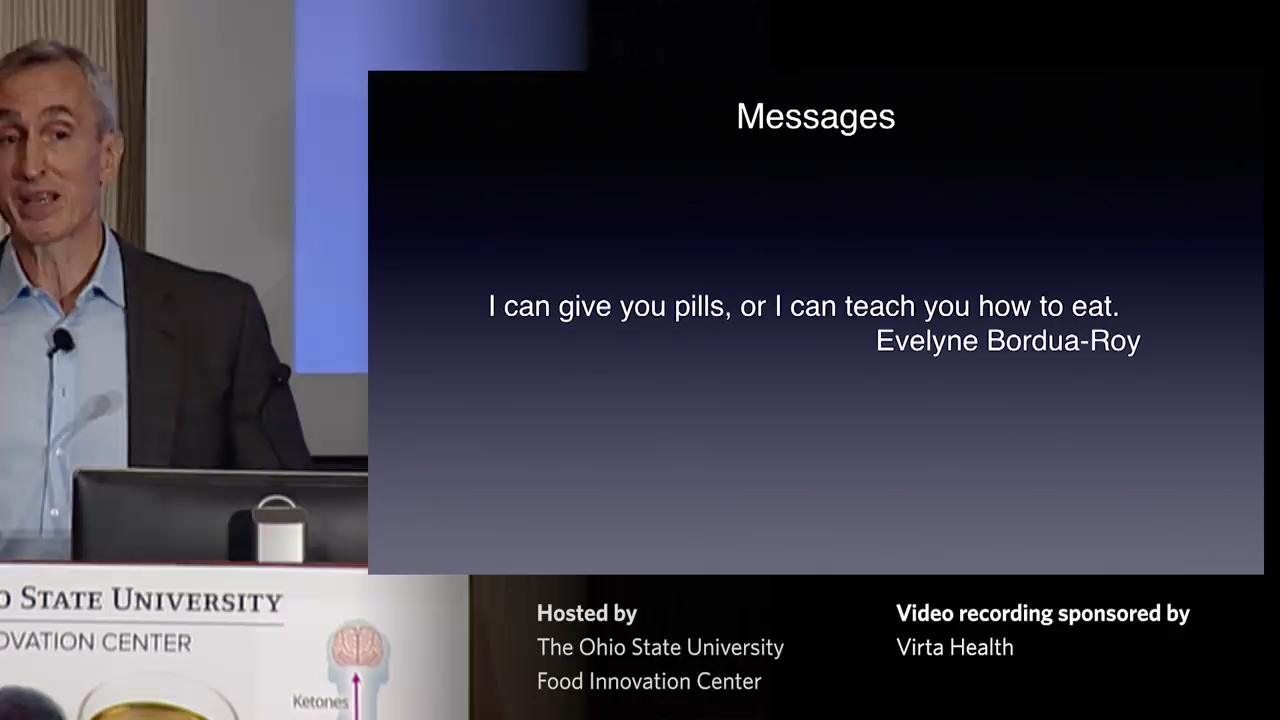 Messages
I can give you pills, or I can teach you how to eat.
Evelyne Bordua-Roy
O STATE UNIVERSITY
OVATION CENTER
Ketones
Hosted by
The Ohio State University
Food Innovation Center
Video recording sponsored by
Virta Health